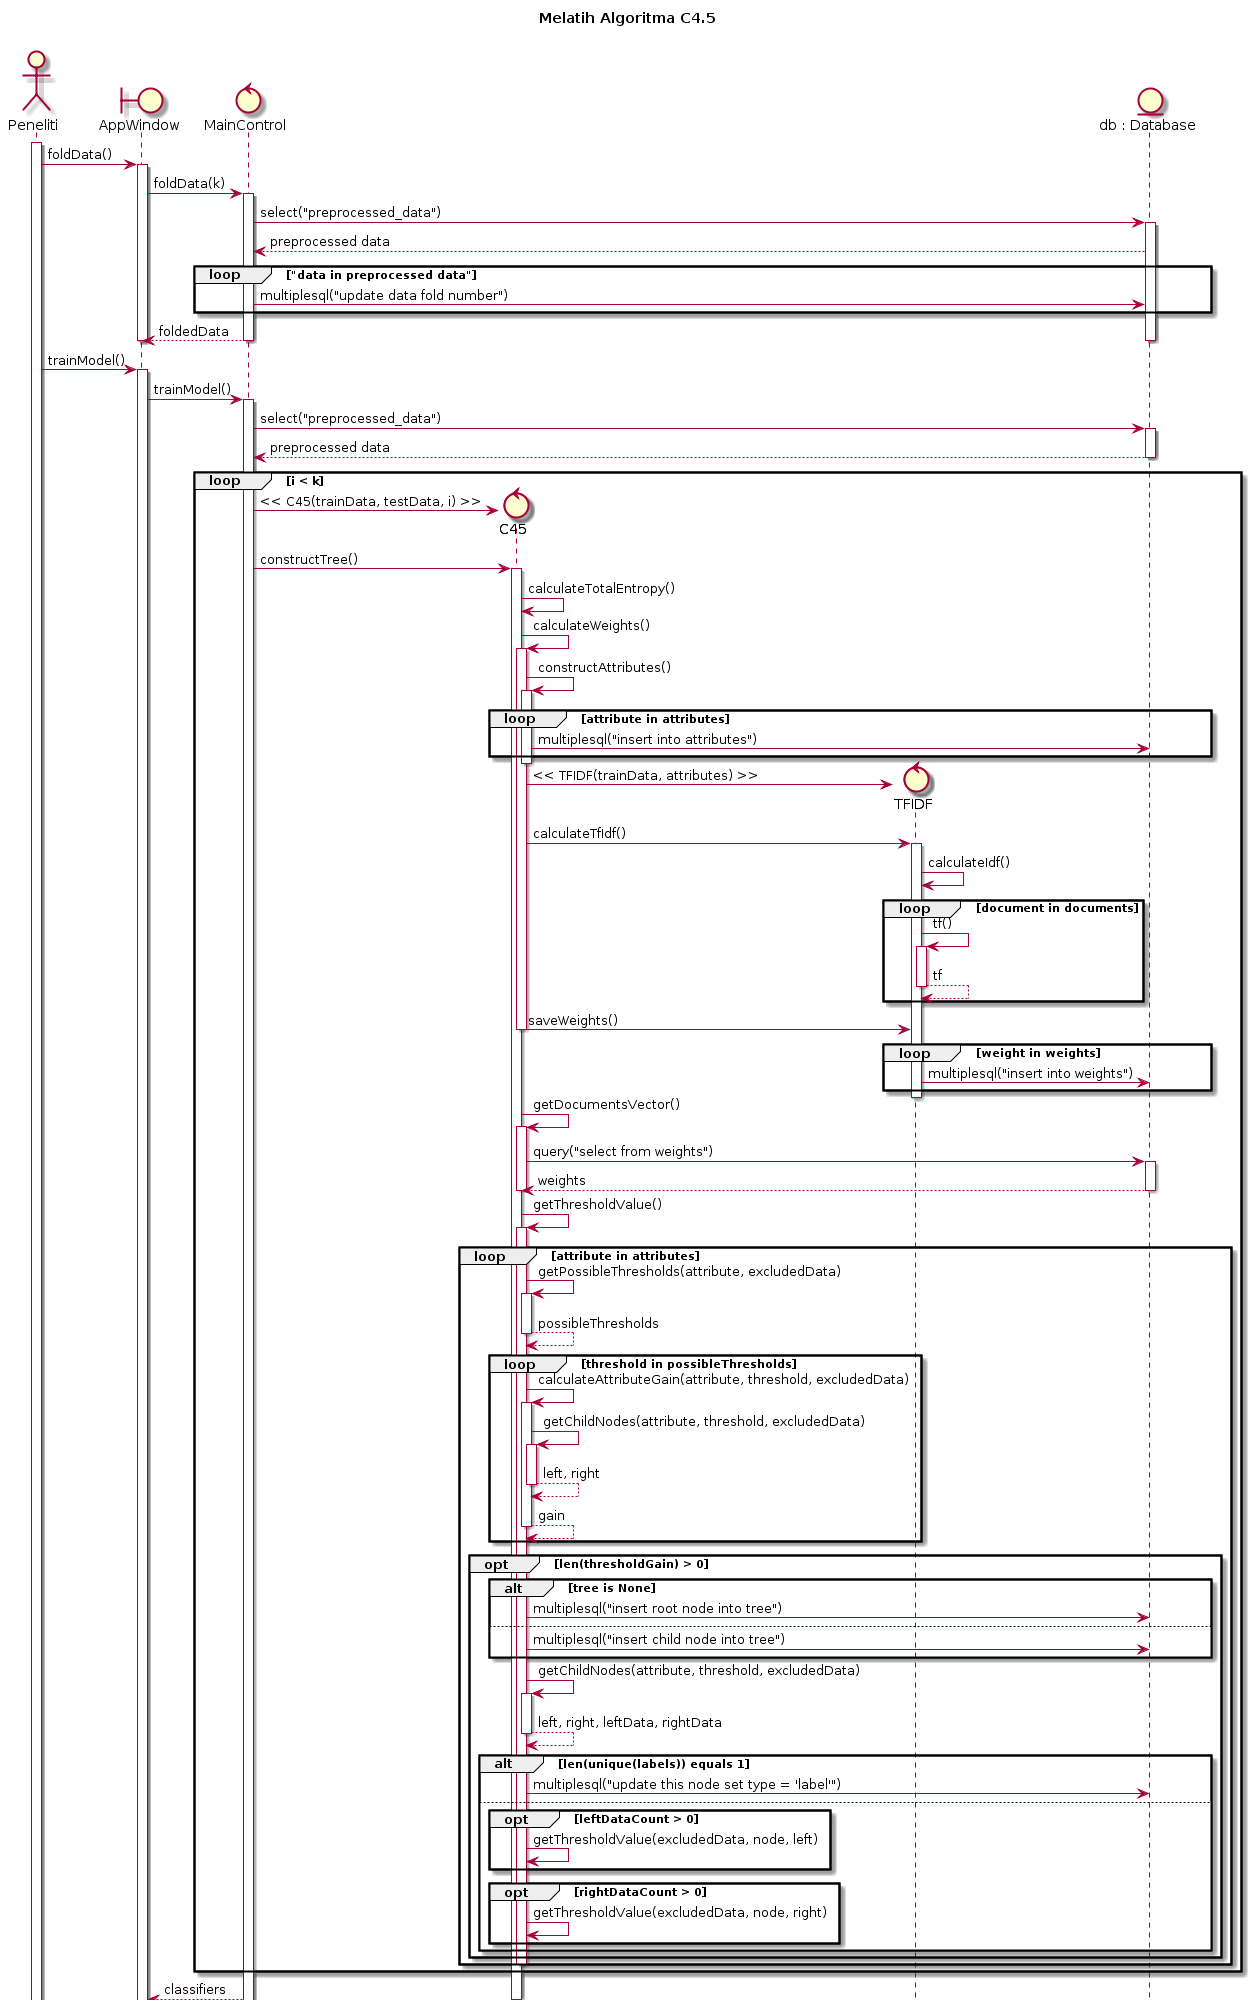 Melatih Algoritma C4.5
Peneliti
AppWindow
MainControl
db : Database
foldData()
foldData(k)
select("preprocessed_data")
preprocessed data
loop
["data in preprocessed data"]
multiplesql("update data fold number")
foldedData
trainModel()
trainModel()
select("preprocessed_data")
preprocessed data
loop
[i < k]
<< C45(trainData, testData, i) >>
C45
constructTree()
calculateTotalEntropy()
calculateWeights()
constructAttributes()
loop
[attribute in attributes]
multiplesql("insert into attributes")
<< TFIDF(trainData, attributes) >>
TFIDF
calculateTfIdf()
calculateIdf()
loop
[document in documents]
tf()
tf
saveWeights()
loop
[weight in weights]
multiplesql("insert into weights")
getDocumentsVector()
query("select from weights")
weights
getThresholdValue()
loop
[attribute in attributes]
getPossibleThresholds(attribute, excludedData)
possibleThresholds
loop
[threshold in possibleThresholds]
calculateAttributeGain(attribute, threshold, excludedData)
getChildNodes(attribute, threshold, excludedData)
left, right
gain
opt
[len(thresholdGain) > 0]
alt
[tree is None]
multiplesql("insert root node into tree")
multiplesql("insert child node into tree")
getChildNodes(attribute, threshold, excludedData)
left, right, leftData, rightData
alt
[len(unique(labels)) equals 1]
multiplesql("update this node set type = 'label'")
opt
[leftDataCount > 0]
getThresholdValue(excludedData, node, left)
opt
[rightDataCount > 0]
getThresholdValue(excludedData, node, right)
classifiers